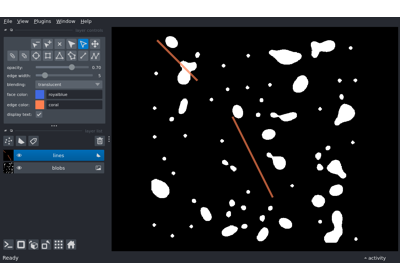 File View Plugins Window Help
opacity: 0.70
edge width: 5
blending: translucent
face color: royalblue
edge color: coral
display text: ✓
lines
blobs
Ready
activity